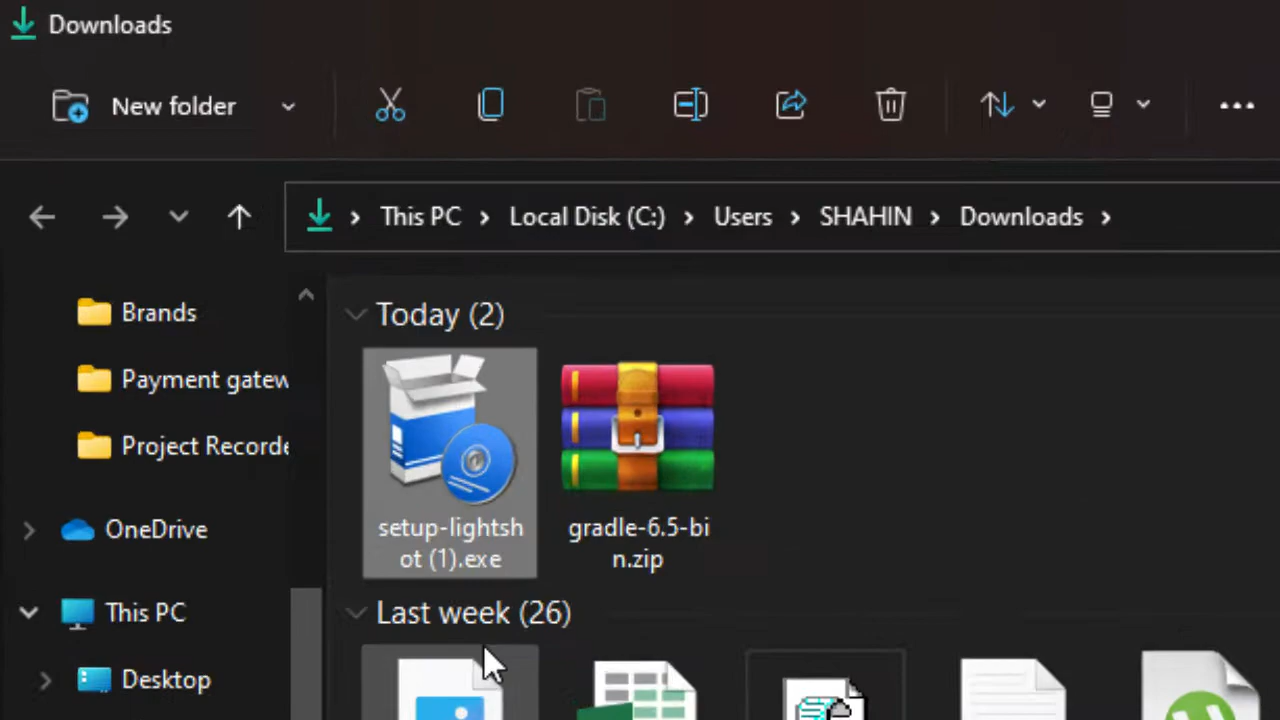 Downloads
New folder
This PC
Local Disk (C:)
Users
SHAHIN
Downloads
Brands
Payment gatew
Project Recorde
OneDrive
This PC
Desktop
Today (2)
setup-lightsh
ot (1).exe
gradle-6.5-bi
n.zip
Last week (26)